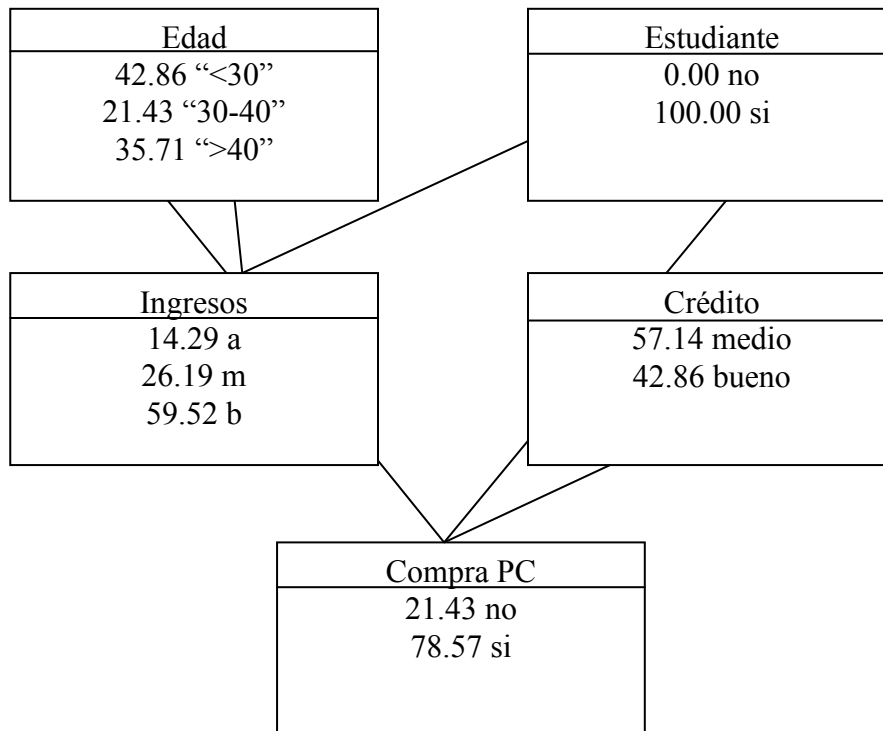 Edad
42.86 “<30”
21.43 “30-40”
35.71 “>40”
Estudiante
0.00 no
100.00 si
Ingresos
14.29 a
26.19 m
59.52 b
Crédito
57.14 medio
42.86 bueno
Compra PC
21.43 no
78.57 si